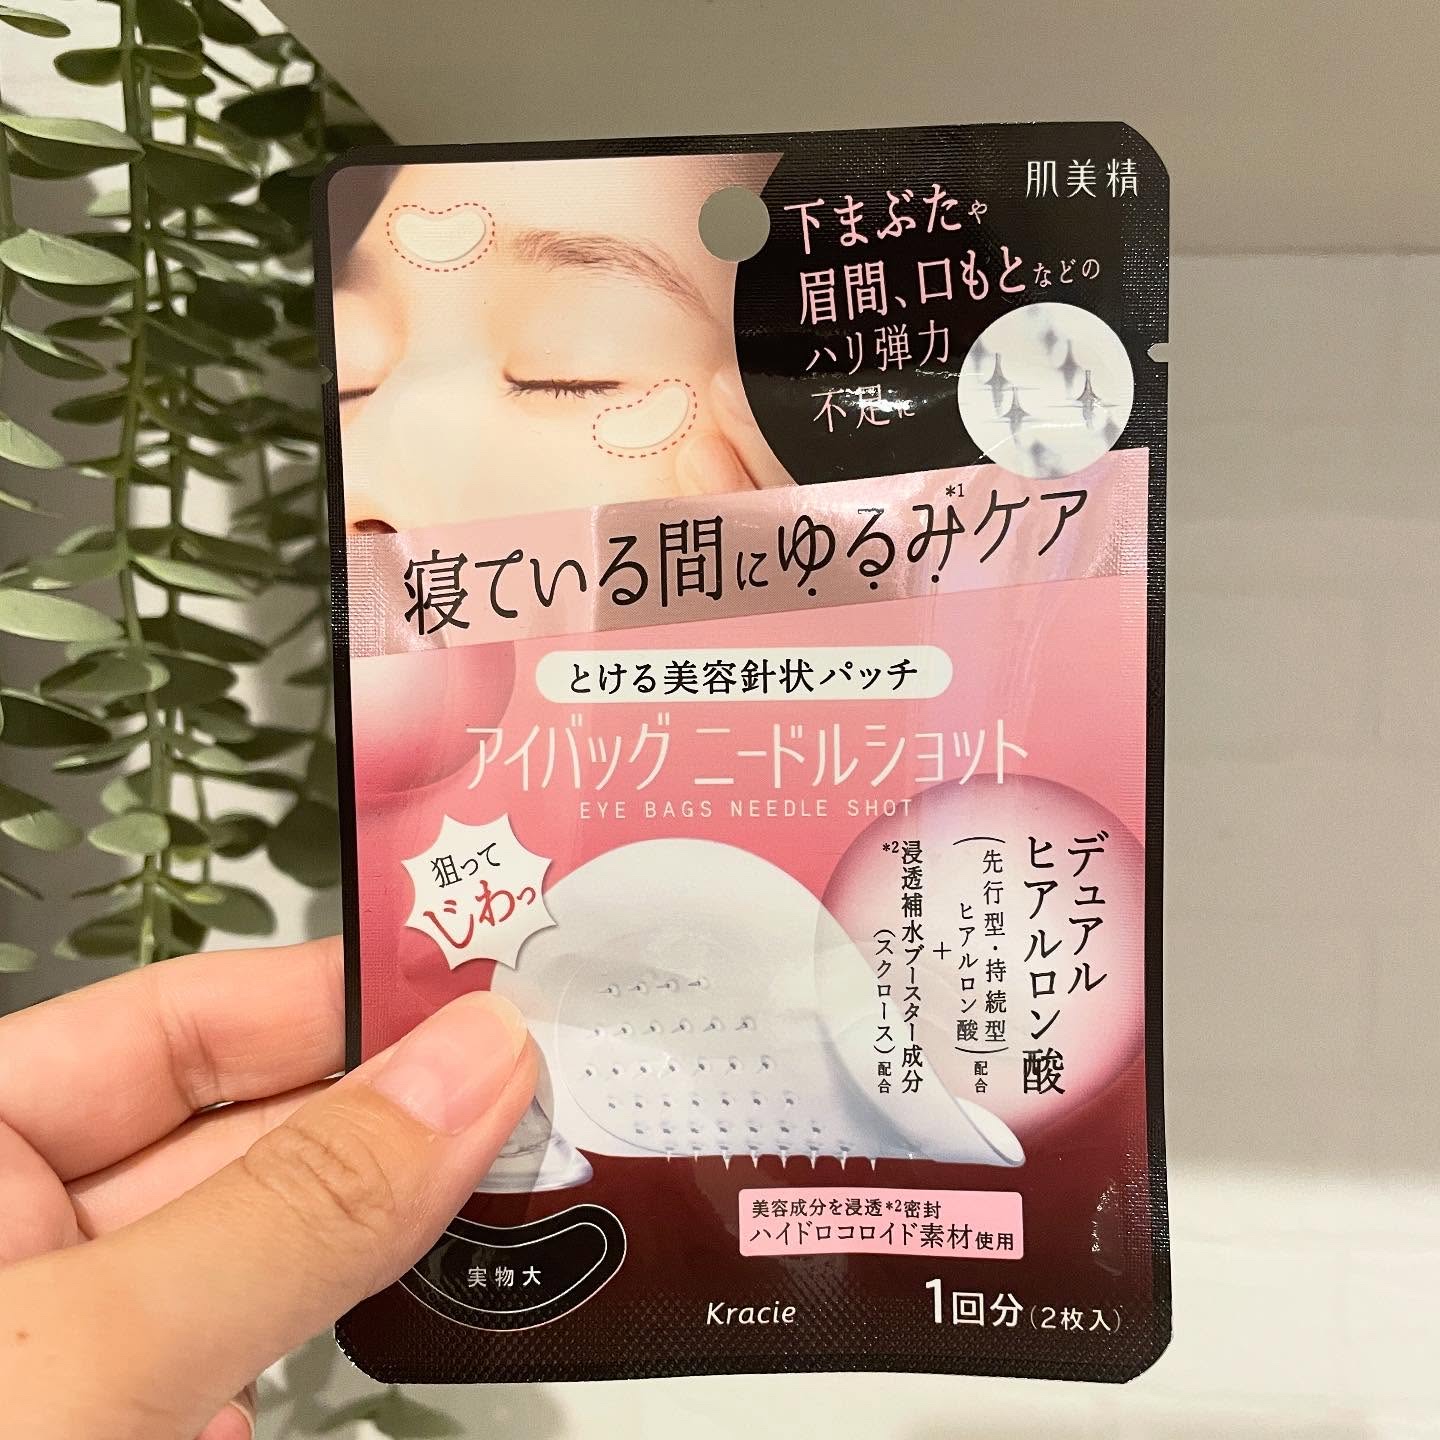 肌美精
下まぶたや
眉間、口もとなどの
ハリ弾力
不足に
寝ている間にゆるみ*1ケア
とける美容針状パッチ
アイバッグ ニードルショット
EYE BAGS NEEDLE SHOT
狙って
じわっ
デュアル
ヒアルロン酸
(先行型・持続型
ヒアルロン酸)配合
+
*2浸透補水ブースター成分
(スクロース)配合
美容成分を浸透*2密封
ハイドロコロイド素材使用
実物大
Kracie
1回分(2枚入)